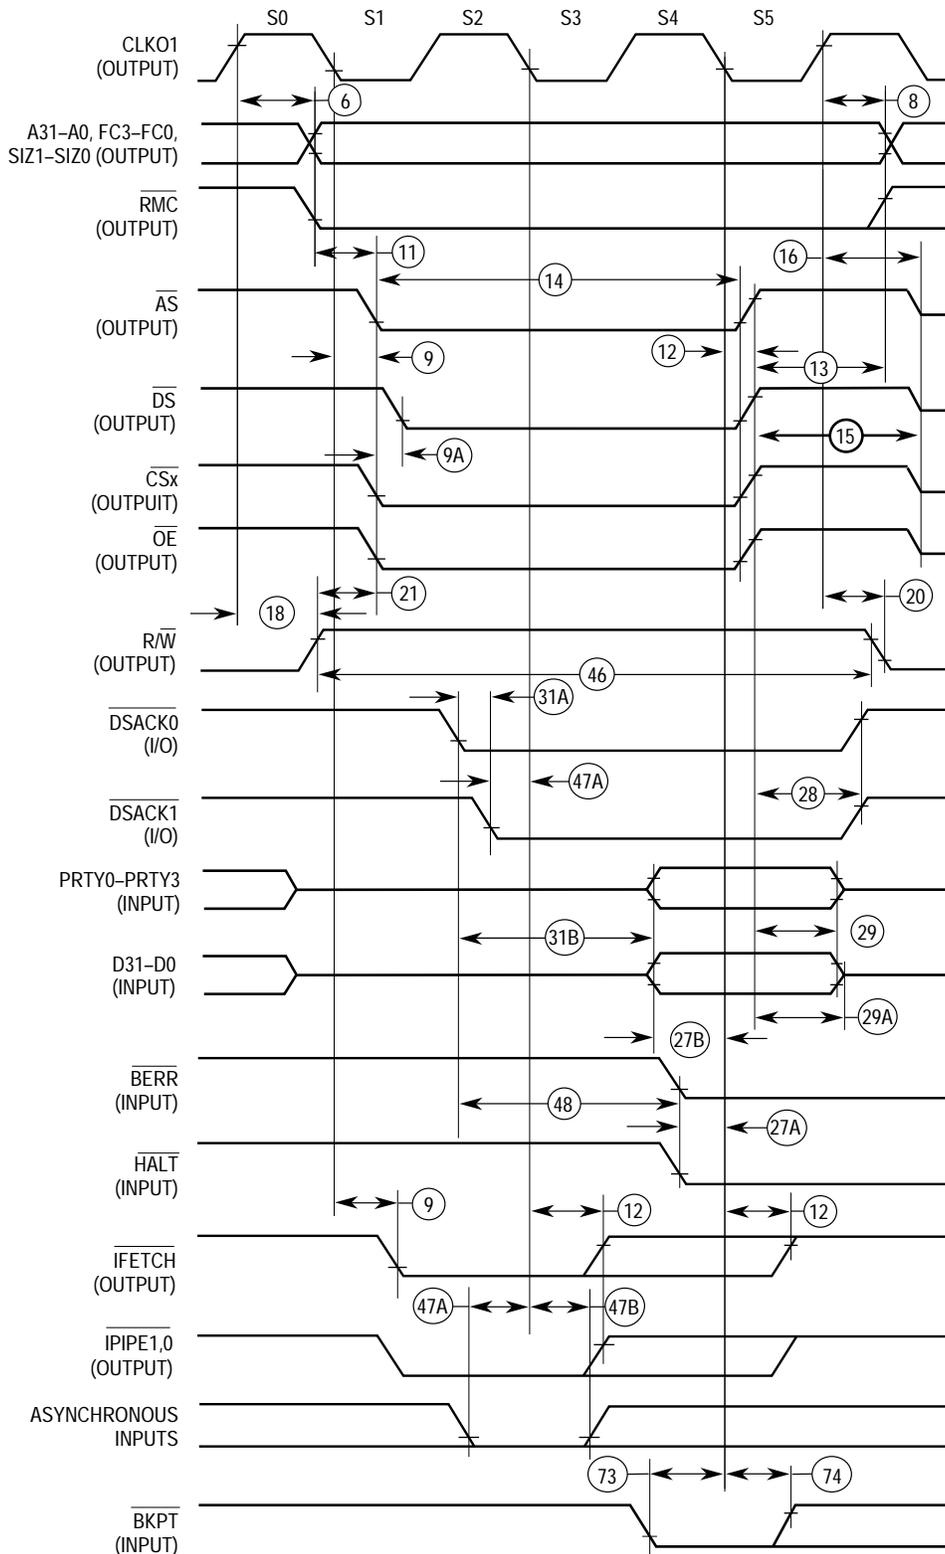 S0 S1 S2 S3 S4 S5
CLKO1
(OUTPUT)
6
8
A31–A0, FC3–FC0,
SIZ1–SIZ0 (OUTPUT)
RMC
(OUTPUT)
11
16
14
AS
(OUTPUT)
9
12
13
DS
(OUTPUT)
15
9A
CSx
(OUTPUIT)
OE
(OUTPUT)
21
20
18
R/W
(OUTPUT)
46
31A
DSACK0
(I/O)
47A
28
DSACK1
(I/O)
PRTY0–PRTY3
(INPUT)
31B
29
D31–D0
(INPUT)
29A
27B
BERR
(INPUT)
48
27A
HALT
(INPUT)
9
12
12
IFETCH
(OUTPUT)
47A
47B
IPIPE1,0
(OUTPUT)
ASYNCHRONOUS
INPUTS
73
74
BKPT
(INPUT)